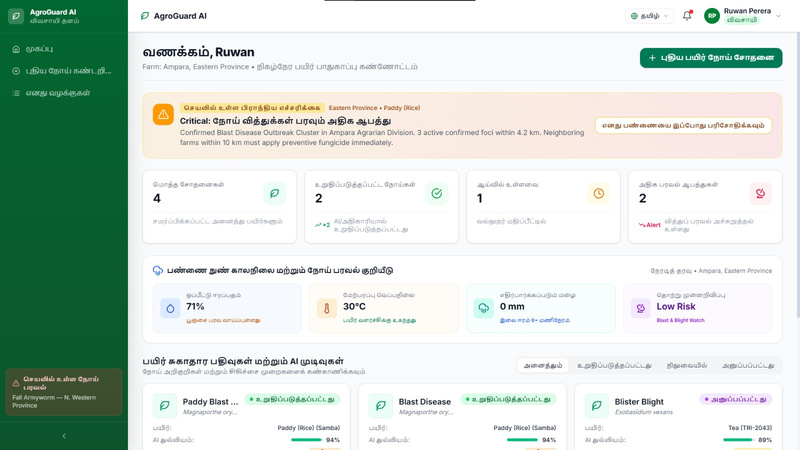 AgroGuard AI
விவசாயி தளம்
முகப்பு
புதிய நோய் கண்டறி...
எனது வழக்குகள்
செயலில் உள்ள நோய் பரவல்
Fall Armyworm — N. Western Province
AgroGuard AI
தமிழ்
RP
Ruwan Perera
விவசாயி
வணக்கம், Ruwan
Farm: Ampara, Eastern Province • நிகழ்நேர பயிர் பாதுகாப்பு கண்ணோட்டம்
புதிய பயிர் நோய் சோதனை
செயலில் உள்ள பிராந்திய எச்சரிக்கை Eastern Province • Paddy (Rice)
Critical: நோய் வித்துக்கள் பரவும் அதிக ஆபத்து
Confirmed Blast Disease Outbreak Cluster in Ampara Agrarian Division. 3 active confirmed foci within 4.2 km. Neighboring
farms within 10 km must apply preventive fungicide immediately.
எனது பண்ணையை இப்போது பரிசோதிக்கவும்
மொத்த சோதனைகள்
4
சமர்ப்பிக்கப்பட்ட அனைத்து பயிர்களும்
உறுதிப்படுத்தப்பட்ட நோய்கள்
2
+2 AI/அதிகாரியால் உறுதிப்படுத்தப்பட்டது
ஆய்வில் உள்ளவை
1
வல்லுநர் மதிப்பீட்டில்
அதிக பரவல் ஆபத்துகள்
2
Alert வித்துப் பரவல் அச்சுறுத்தல் உள்ளது
பண்ணை நுண் காலநிலை மற்றும் நோய் பரவல் குறியீடு
நேரடித் தரவு • Ampara, Eastern Province
ஒப்பீட்டு ஈரப்பதம்
71%
பூஞ்சை பரவ வாய்ப்புள்ளது
மேற்பரப்பு வெப்பநிலை
30°C
பயிர் வளர்ச்சிக்கு உகந்தது
எதிர்பார்க்கப்படும் மழை
0 mm
இலை ஈரம் 6+ மணிநேரம்
தொற்று முன்னறிவிப்பு
Low Risk
Blast & Blight Watch
பயிர் சுகாதார பதிவுகள் மற்றும் AI முடிவுகள்
நோய் அறிகுறிகள் மற்றும் சிகிச்சை முறைகளைக் கண்காணிக்கவும்
அனைத்தும்
உறுதிப்படுத்தப்பட்டது
நிலுவையில்
அனுப்பப்பட்டது
Paddy Blast ...
Magnaporthe ory...
உறுதிப்படுத்தப்பட்டது
பயிர்: Paddy (Rice) (Samba)
AI துல்லியம்: 94%
Blast Disease
Magnaporthe ory...
உறுதிப்படுத்தப்பட்டது
பயிர்: Paddy (Rice) (Samba)
AI துல்லியம்: 94%
Blister Blight
Exobasidium vexans
அனுப்பப்பட்டது
பயிர்: Tea (TRI-2043)
AI துல்லியம்: 89%